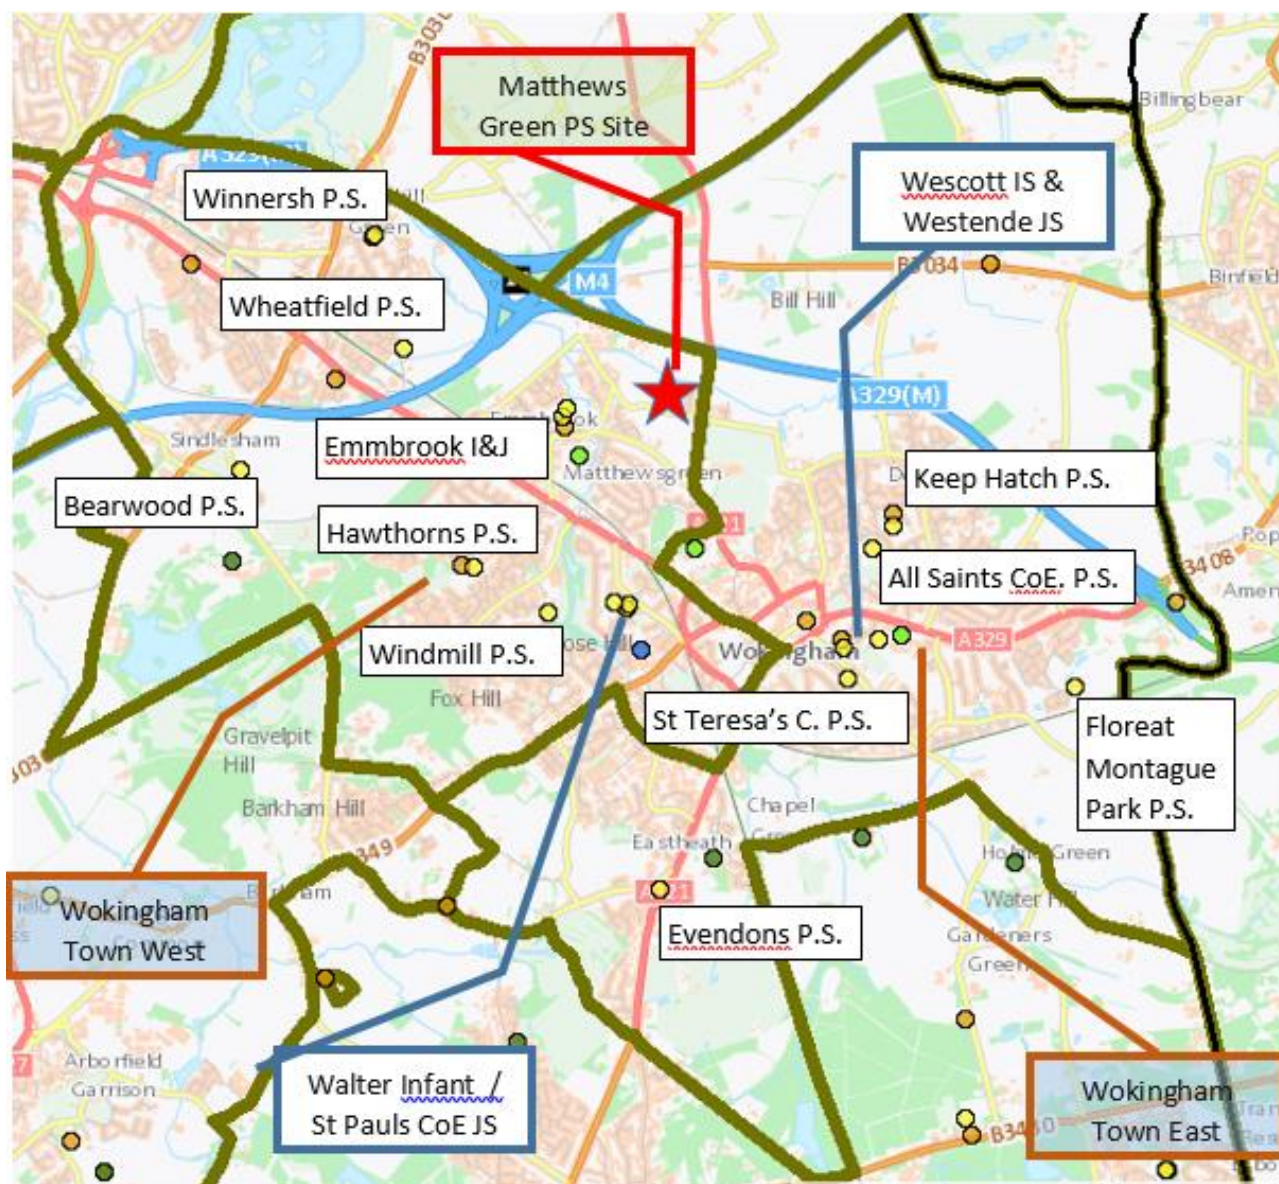 B3030
Billingbear
Matthews
Green PS Site
A329(M)
Wescott IS &
Westende JS
Winnersh P.S.
Green
B3034
Binfield
M4
Bill Hill
Wheatfield P.S.
A329(M)
Emmbrook I&J
Matthewsgreen
Sindlesham
Keep Hatch P.S.
Bearwood P.S.
Hawthorns P.S.
B3408
All Saints CoE. P.S.
Windmill P.S.
Wokingham
A329
Fox Hill
St Teresa's C. P.S.
Floreat
Montague
Park P.S.
Gravelpit
Hill
Barkham Hill
Chapel
Eastheath
Wokingham
Town West
Evendons P.S.
Water
Gardeners
Green
Arborfield
Garrison
Walter Infant /
St Pauls CoE JS
Wokingham
Town East
B3430